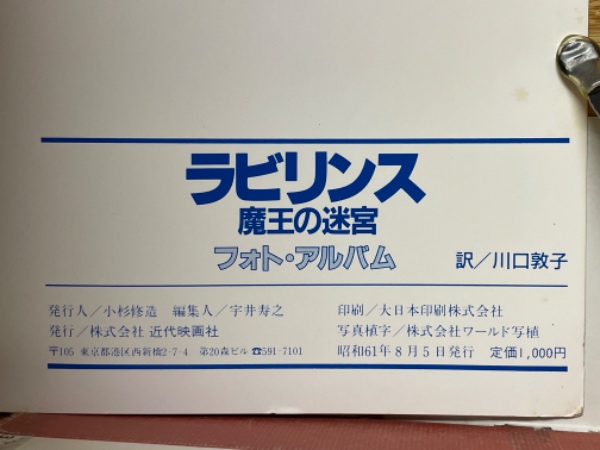 ラビリンス
魔王の迷宮
フォト・アルバム
訳／川口敦子
発行人／小杉修造　編集人／宇井寿之
発行／株式会社 近代映画社
〒105 東京都港区西新橋2-7-4 第20森ビル ☎591-7101
印刷／大日本印刷株式会社
写真植字／株式会社ワールド写植
昭和61年8月5日発行　定価1,000円